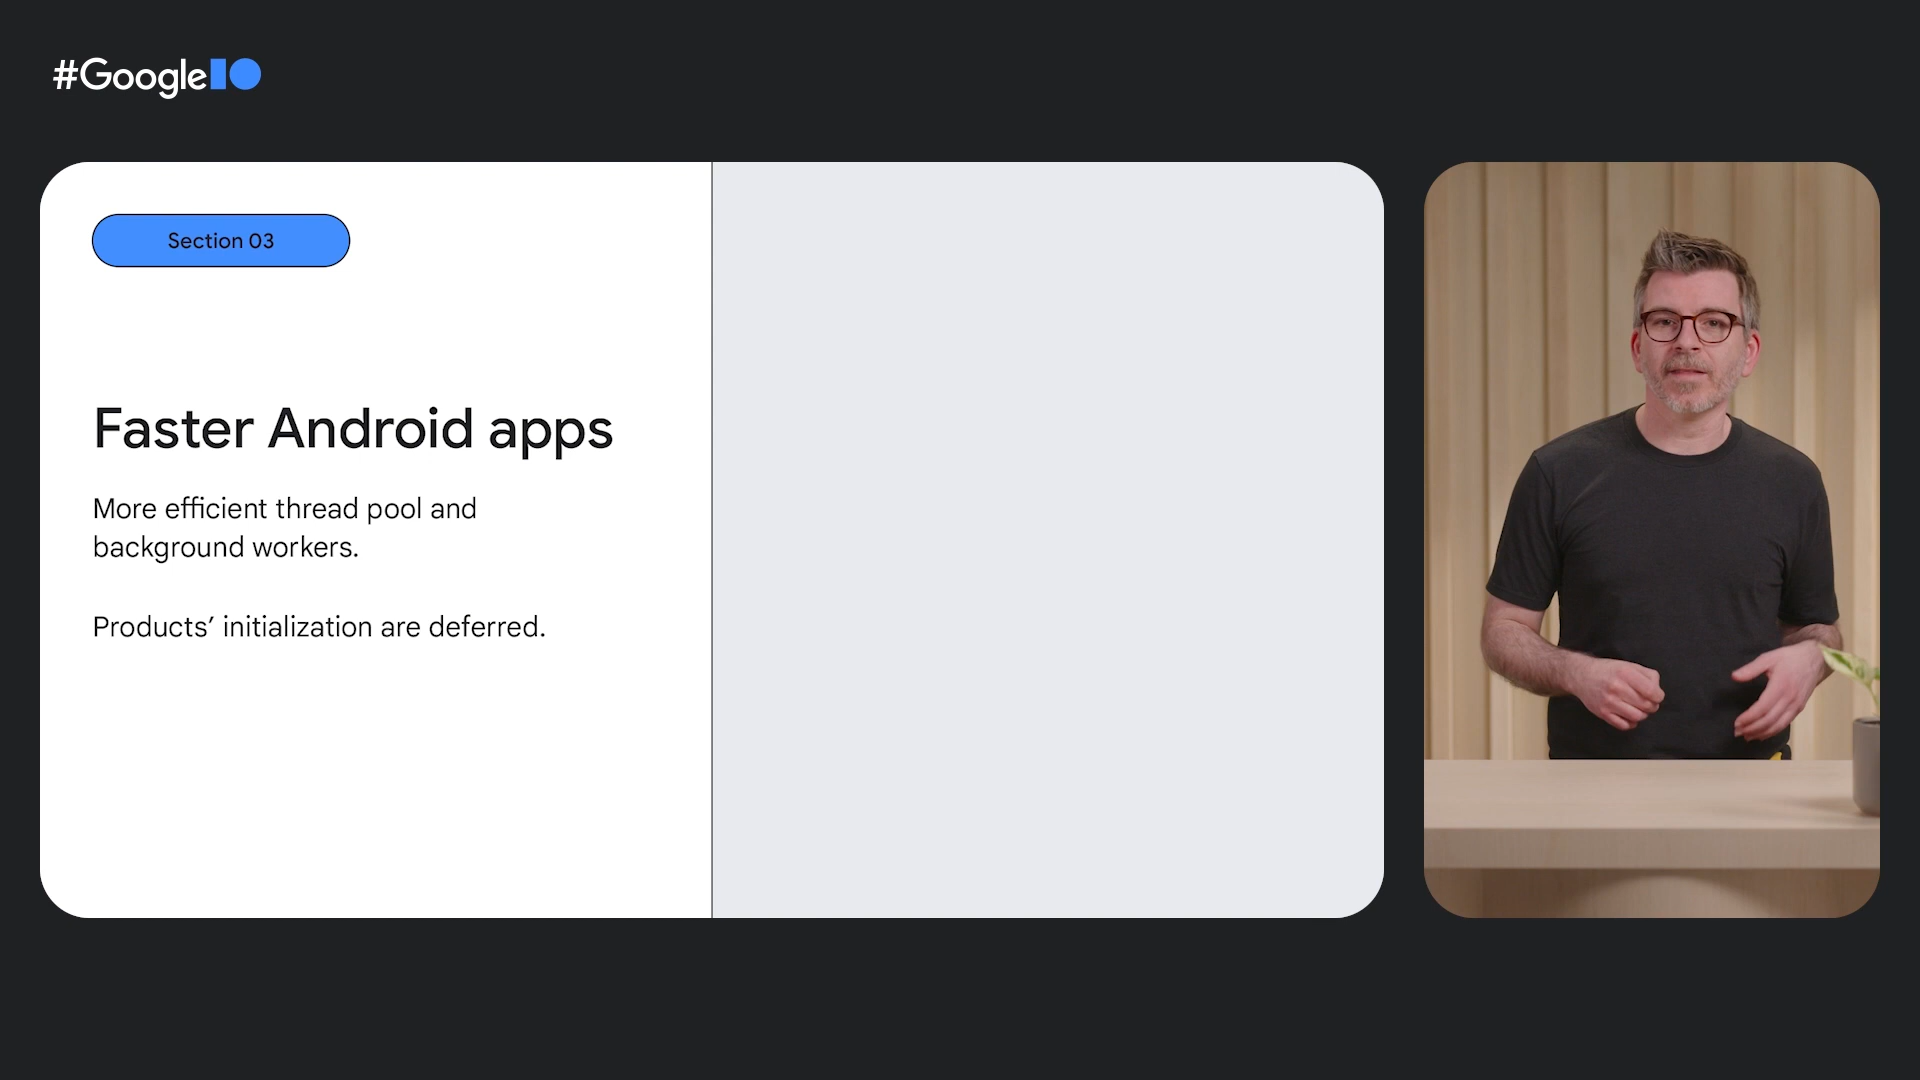 #GoogleIO
Section 03
Faster Android apps
More efficient thread pool and
background workers.
Products’ initialization are deferred.